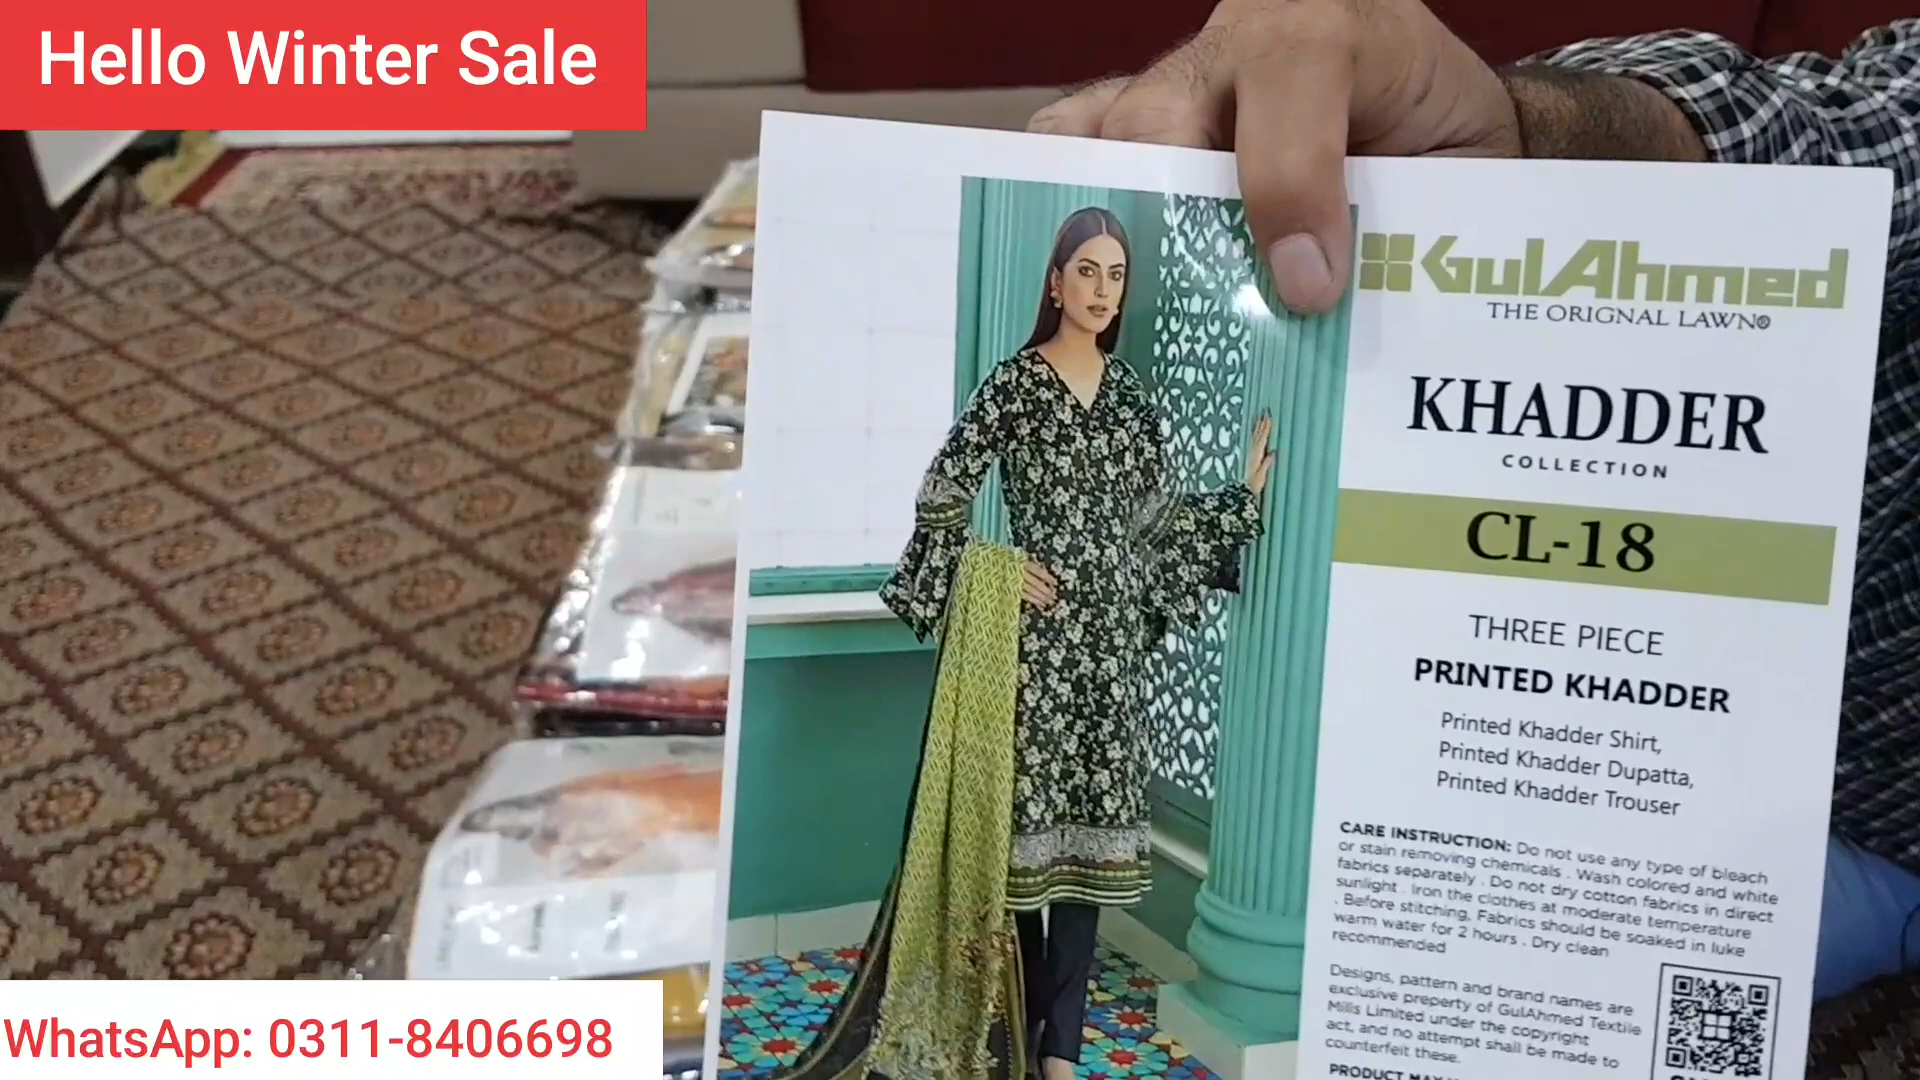 Hello Winter Sale
GulAhmed
THE ORIGNAL LAWN®
KHADDER
COLLECTION
CL-18
THREE PIECE
PRINTED KHADDER
Printed Khadder Shirt,
Printed Khadder Dupatta,
Printed Khadder Trouser
CARE INSTRUCTION: Do not use any type of bleach
or stain removing chemicals . Wash colored and white
fabrics separately . Do not dry cotton fabrics in direct
sunlight . Iron the clothes at moderate temperature
. Before stitching, Fabrics should be soaked in luke
warm water for 2 hours . Dry clean
recommended
Designs, pattern and brand names are
exclusive preperty of GulAhmed Textile
Mills Limited under the copyright
act, and no attempt shall be made to
counterfeit these.
WhatsApp: 0311-8406698